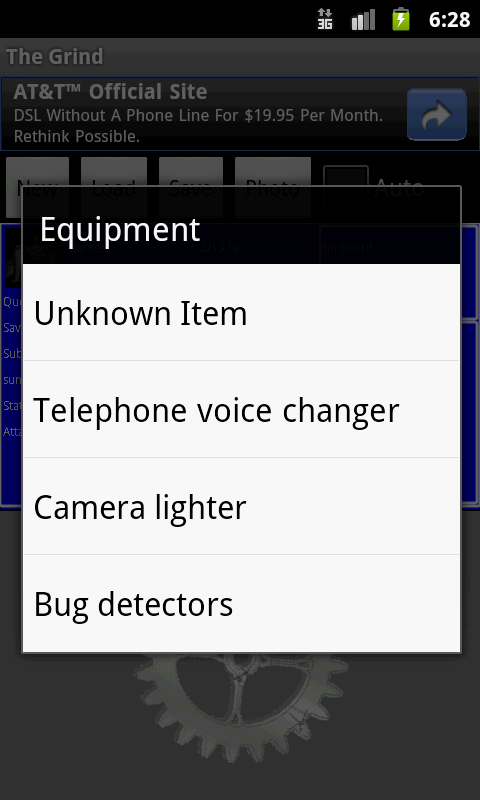 3G 6:28
The Grind
AT&T™ Official Site
DSL Without A Phone Line For $19.95 Per Month.
Rethink Possible.
New Load Save Photo Auto
Equipment
Unknown Item
Telephone voice changer
Camera lighter
Bug detectors